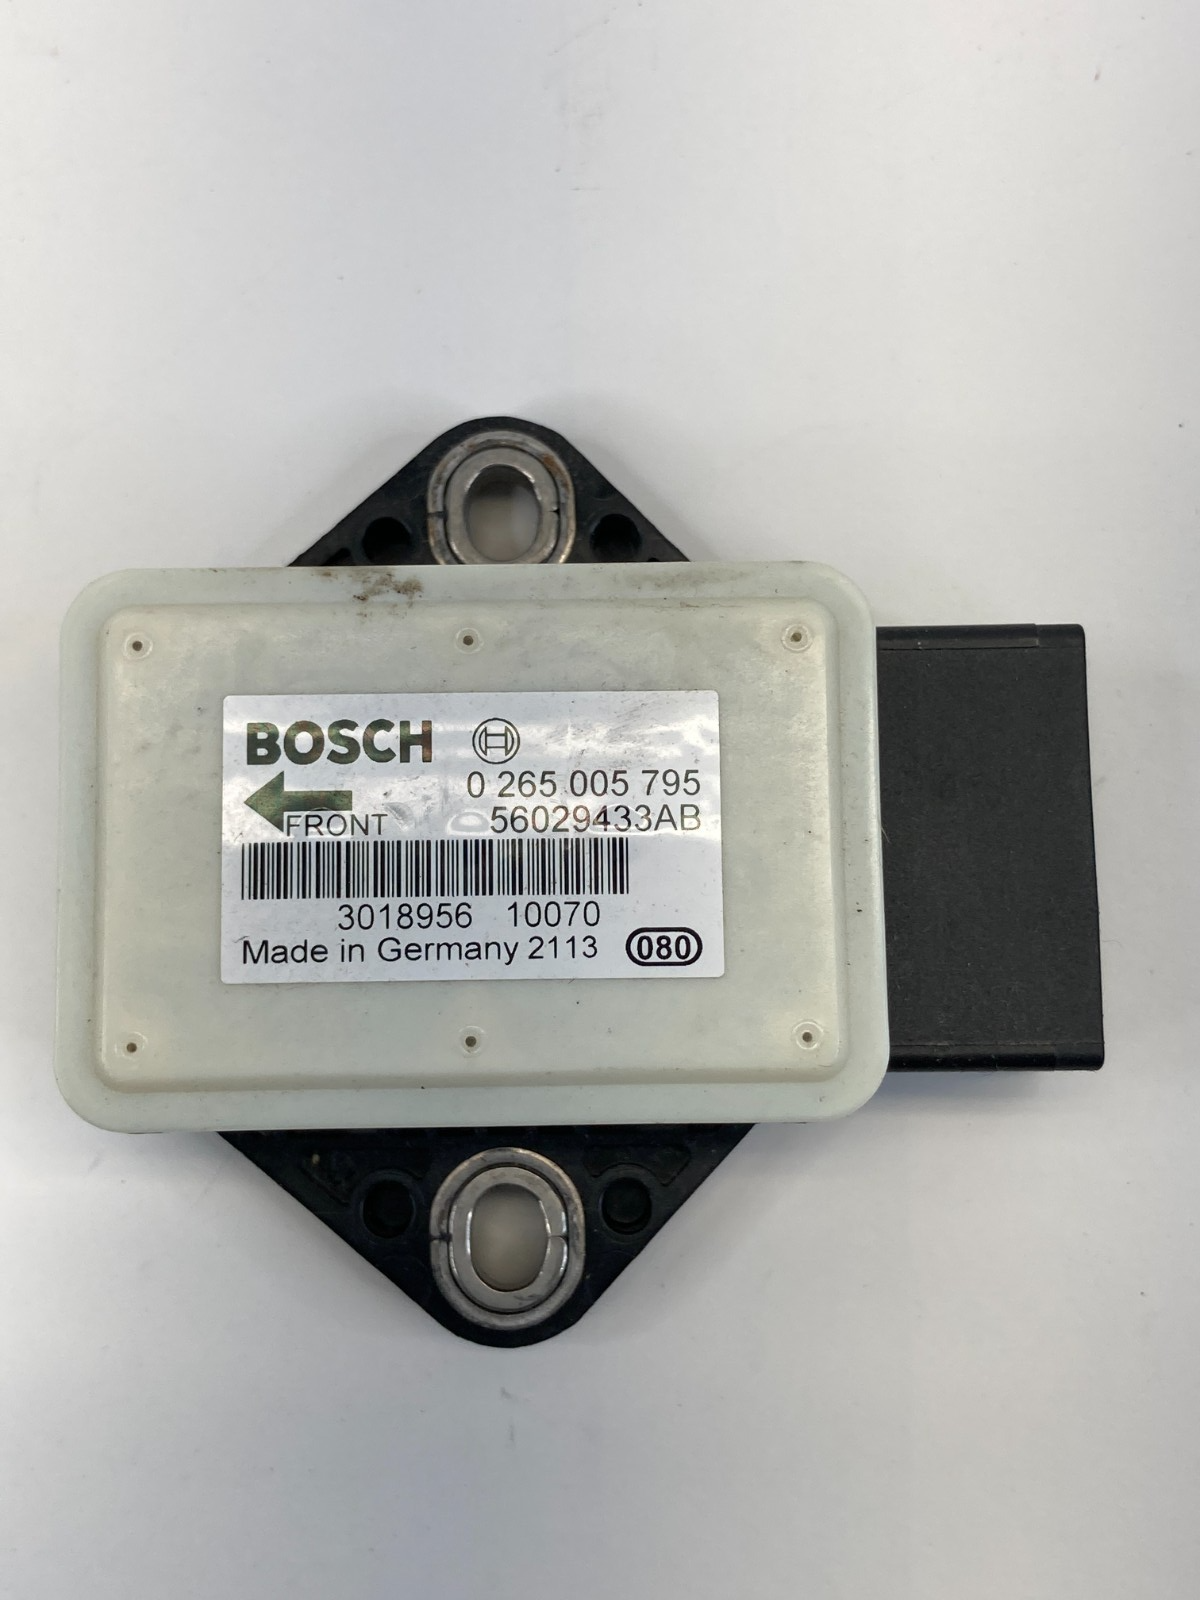 BOSCH
0 265 005 795
FRONT 56029433AB
3018956 10070
Made in Germany 2113 080